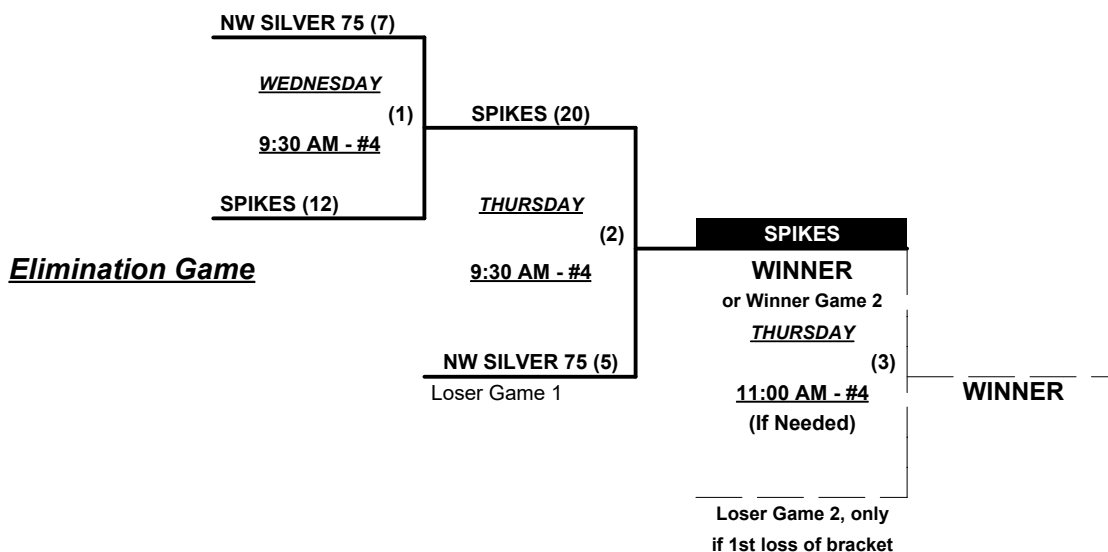 NW SILVER 75 (7)
WEDNESDAY
(1)
9:30 AM - #4
SPIKES (12)
Elimination Game
SPIKES (20)
THURSDAY
(2)
9:30 AM - #4
NW SILVER 75 (5)
Loser Game 1
SPIKES
WINNER
or Winner Game 2
THURSDAY
(3)
11:00 AM - #4
(If Needed)
Loser Game 2, only
if 1st loss of bracket
WINNER